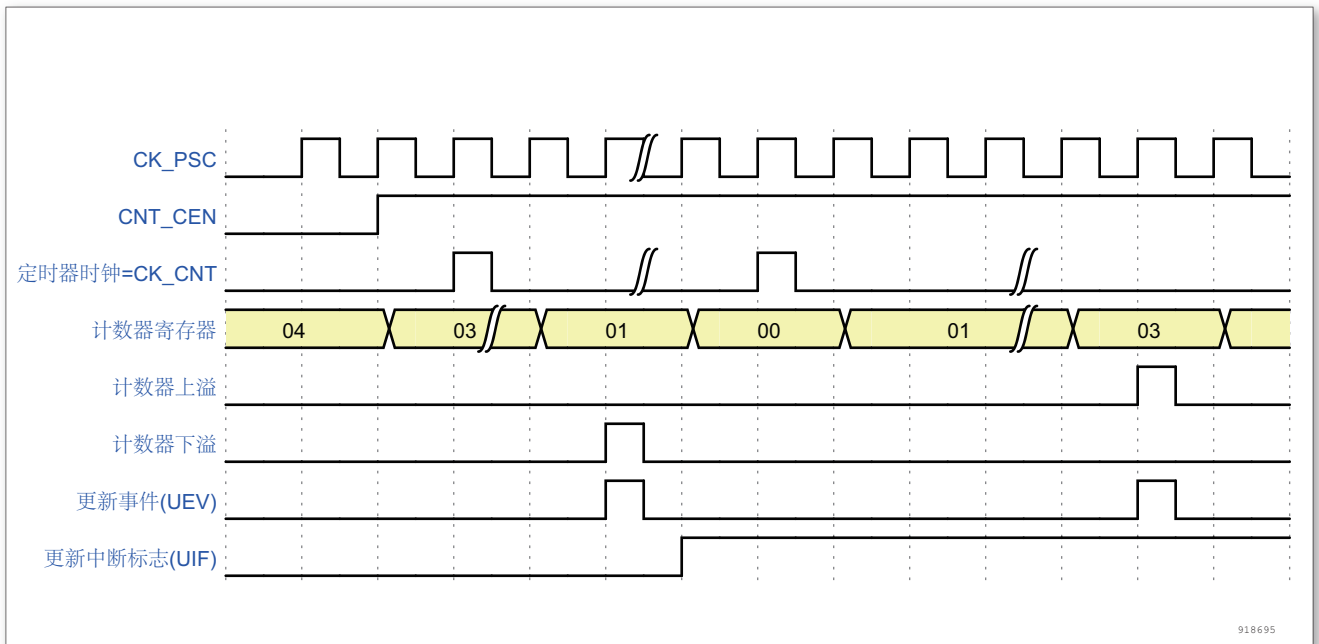 CK_PSC
CNT_CEN
定时器时钟=CK_CNT
计数器寄存器 04 03 01 00 01 03
计数器上溢
计数器下溢
更新事件(UEV)
更新中断标志(UIF)
918695